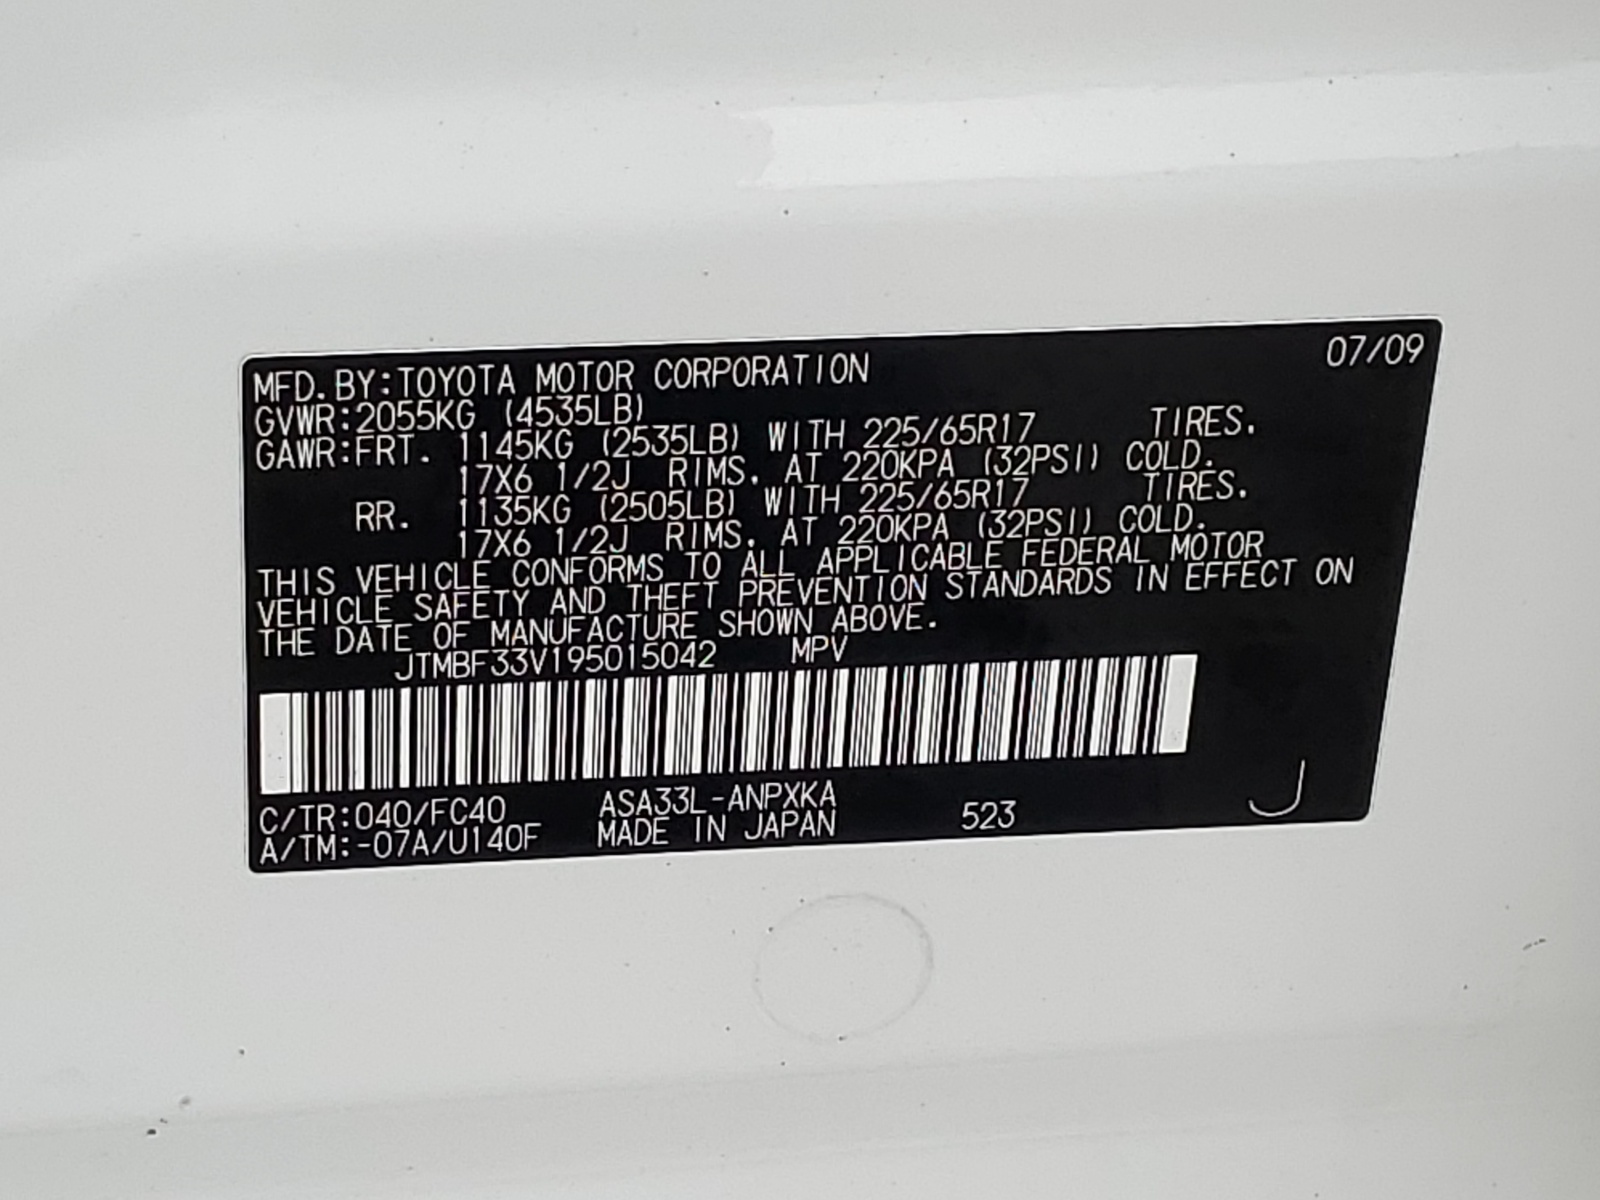 07/09
MFD.BY:TOYOTA MOTOR CORPORATION
GVWR:2055KG (4535LB)
GAWR:FRT. 1145KG (2535LB) WITH 225/65R17 TIRES.
17X6 1/2J RIMS. AT 220KPA (32PSI) COLD.
RR. 1135KG (2505LB) WITH 225/65R17 TIRES.
17X6 1/2J RIMS. AT 220KPA (32PSI) COLD.
THIS VEHICLE CONFORMS TO ALL APPLICABLE FEDERAL MOTOR
VEHICLE SAFETY AND THEFT PREVENTION STANDARDS IN EFFECT ON
THE DATE OF MANUFACTURE SHOWN ABOVE.
JTMBF33V195015042 MPV
C/TR:040/FC40 ASA33L-ANPXKA
A/TM:-07A/U140F MADE IN JAPAN 523 J